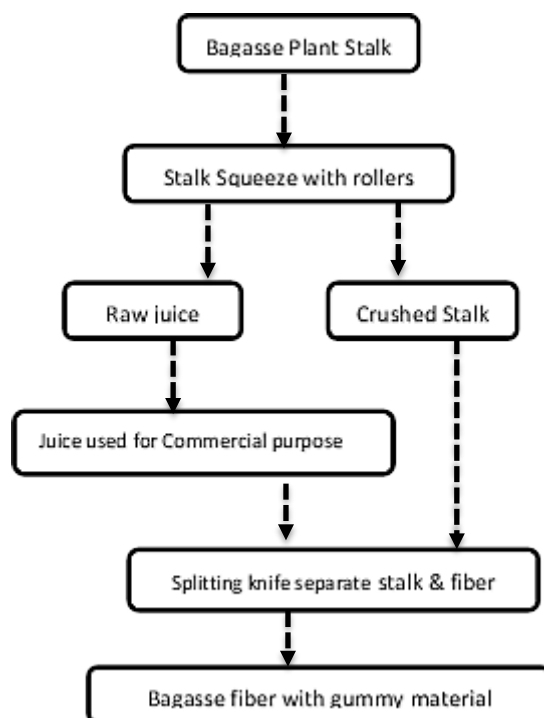 Bagasse Plant Stalk
Stalk Squeeze with rollers
Raw juice
Crushed Stalk
Juice used for Commercial purpose
Splitting knife separate stalk & fiber
Bagasse fiber with gummy material